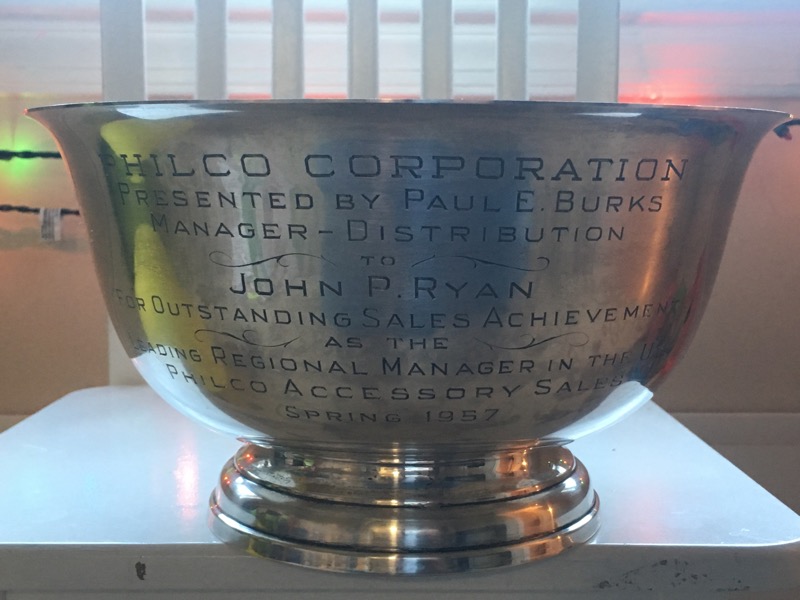 PHILCO CORPORATION
PRESENTED BY PAUL E. BURKS
MANAGER - DISTRIBUTION
TO
JOHN P. RYAN
FOR OUTSTANDING SALES ACHIEVEMENT
AS THE
LEADING REGIONAL MANAGER IN THE
PHILCO ACCESSORY SALES
SPRING 1957